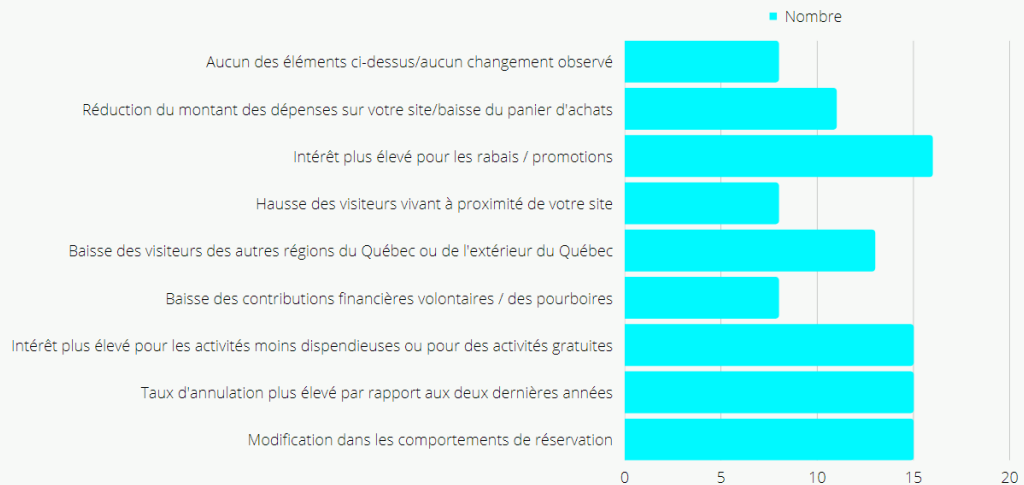 Nombre
Aucun des éléments ci-dessus/aucun changement observé
Réduction du montant des dépenses sur votre site/baisse du panier d'achats
Intérêt plus élevé pour les rabais / promotions
Hausse des visiteurs vivant à proximité de votre site
Baisse des visiteurs des autres régions du Québec ou de l'extérieur du Québec
Baisse des contributions financières volontaires / des pourboires
Intérêt plus élevé pour les activités moins dispendieuses ou pour des activités gratuites
Taux d'annulation plus élevé par rapport aux deux dernières années
Modification dans les comportements de réservation
0 5 10 15 20